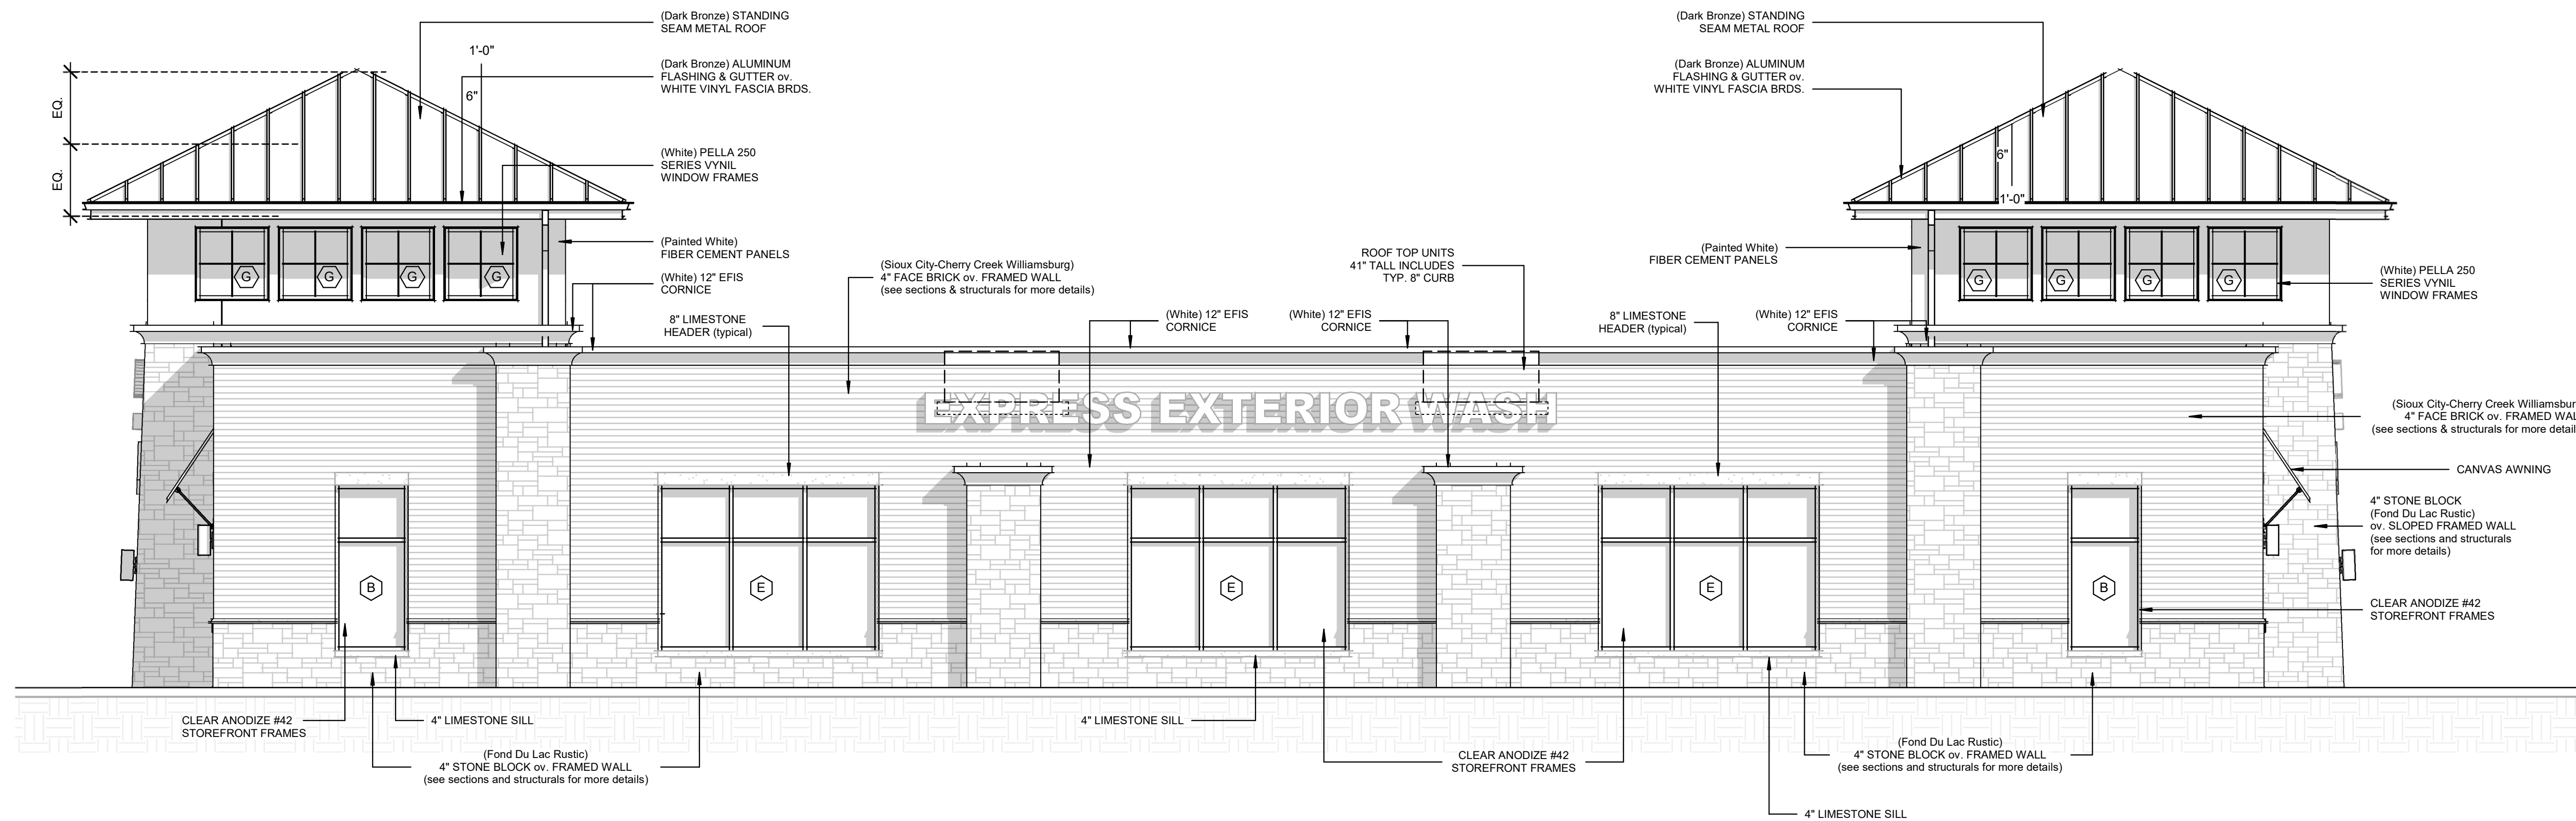 (Dark Bronze) STANDING
SEAM METAL ROOF
(Dark Bronze) STANDING
SEAM METAL ROOF
1'-0"
(Dark Bronze) ALUMINUM
FLASHING & GUTTER ov.
WHITE VINYL FASCIA BRDS.
(Dark Bronze) ALUMINUM
FLASHING & GUTTER ov.
WHITE VINYL FASCIA BRDS.
6"
EQ.
EQ.
6"
1'-0"
(White) PELLA 250
SERIES VYNIL
WINDOW FRAMES
(Painted White)
FIBER CEMENT PANELS
(Painted White)
FIBER CEMENT PANELS
G
G
G
G
G
G
G
G
(White) 12" EFIS
CORNICE
(Sioux City-Cherry Creek Williamsburg)
4" FACE BRICK ov. FRAMED WALL
(see sections & structurals for more details)
ROOF TOP UNITS
41" TALL INCLUDES
TYP. 8" CURB
(White) PELLA 250
SERIES VYNIL
WINDOW FRAMES
8" LIMESTONE
HEADER (typical)
(White) 12" EFIS
CORNICE
(White) 12" EFIS
CORNICE
8" LIMESTONE
HEADER (typical)
(White) 12" EFIS
CORNICE
EXPRESS EXTERIOR WASH
(Sioux City-Cherry Creek Williamsbur
4" FACE BRICK ov. FRAMED WAL
(see sections & structurals for more detail
CANVAS AWNING
4" STONE BLOCK
(Fond Du Lac Rustic)
ov. SLOPED FRAMED WALL
(see sections and structurals
for more details)
B
E
E
E
B
CLEAR ANODIZE #42
STOREFRONT FRAMES
CLEAR ANODIZE #42
STOREFRONT FRAMES
4" LIMESTONE SILL
4" LIMESTONE SILL
(Fond Du Lac Rustic)
4" STONE BLOCK ov. FRAMED WALL
(see sections and structurals for more details)
CLEAR ANODIZE #42
STOREFRONT FRAMES
(Fond Du Lac Rustic)
4" STONE BLOCK ov. FRAMED WALL
(see sections and structurals for more details)
4" LIMESTONE SILL